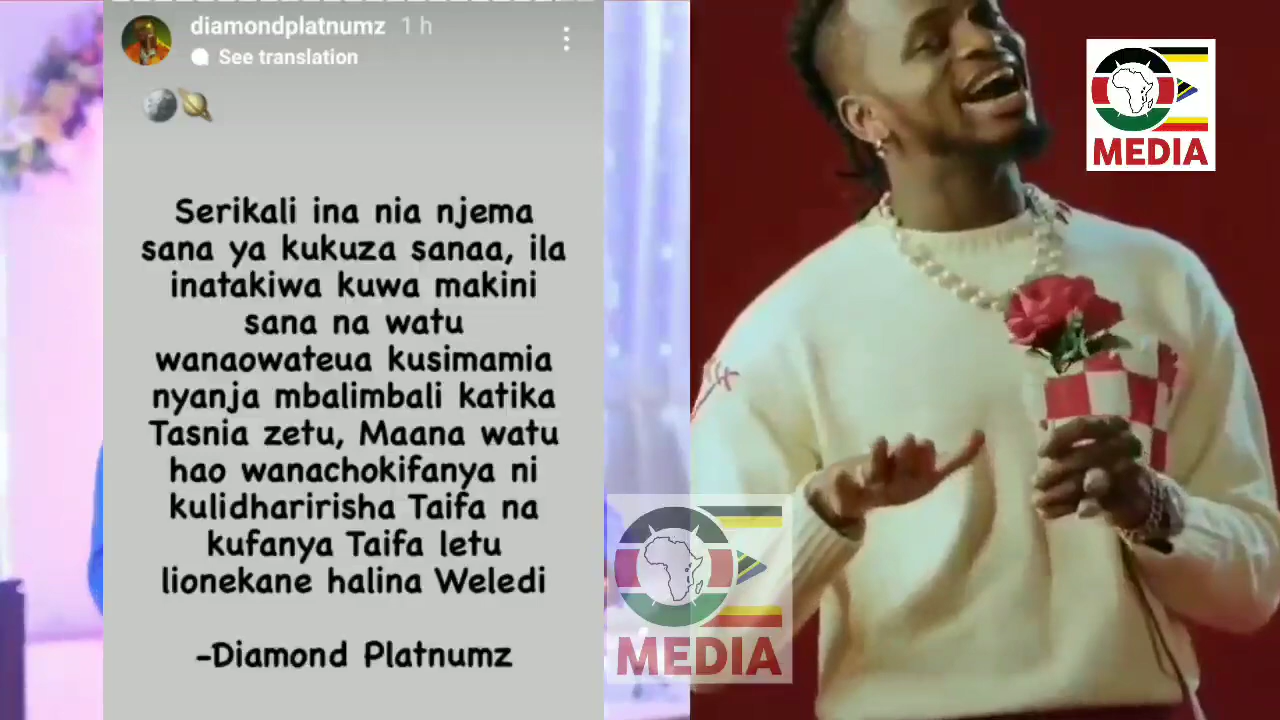 diamondplatnumz 1 h
See translation
Serikali ina nia njema
sana ya kukuza sanaa, ila
inatakiwa kuwa makini
sana na watu
wanaowateua kusimamia
nyanja mbalimbali katika
Tasnia zetu, Maana watu
hao wanachokifanya ni
kulidharirisha Taifa na
kufanya Taifa letu
lionekane halina Weledi
-Diamond Platnumz
MEDIA
MEDIA